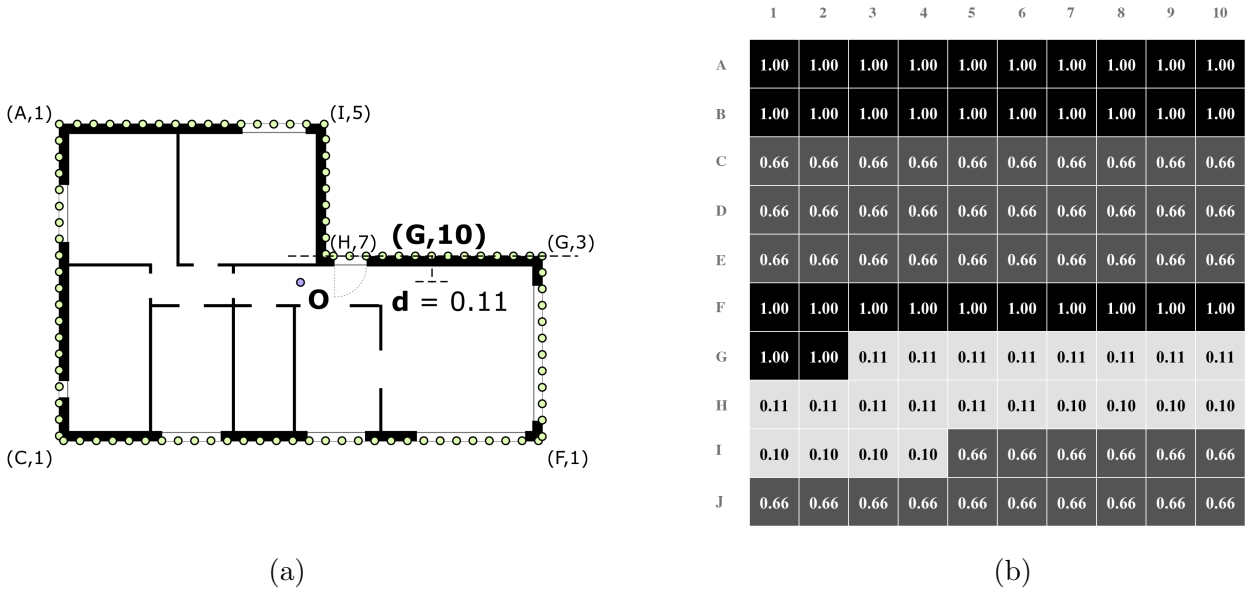 (A,1) (I,5)
(H,7) (G,10) (G,3)
O d = 0.11
(C,1) (F,1)
(a)
1 2 3 4 5 6 7 8 9 10
A 1.00 1.00 1.00 1.00 1.00 1.00 1.00 1.00 1.00 1.00
B 1.00 1.00 1.00 1.00 1.00 1.00 1.00 1.00 1.00 1.00
C 0.66 0.66 0.66 0.66 0.66 0.66 0.66 0.66 0.66 0.66
D 0.66 0.66 0.66 0.66 0.66 0.66 0.66 0.66 0.66 0.66
E 0.66 0.66 0.66 0.66 0.66 0.66 0.66 0.66 0.66 0.66
F 1.00 1.00 1.00 1.00 1.00 1.00 1.00 1.00 1.00 1.00
G 1.00 1.00 0.11 0.11 0.11 0.11 0.11 0.11 0.11 0.11
H 0.11 0.11 0.11 0.11 0.11 0.11 0.10 0.10 0.10 0.10
I 0.10 0.10 0.10 0.10 0.66 0.66 0.66 0.66 0.66 0.66
J 0.66 0.66 0.66 0.66 0.66 0.66 0.66 0.66 0.66 0.66
(b)